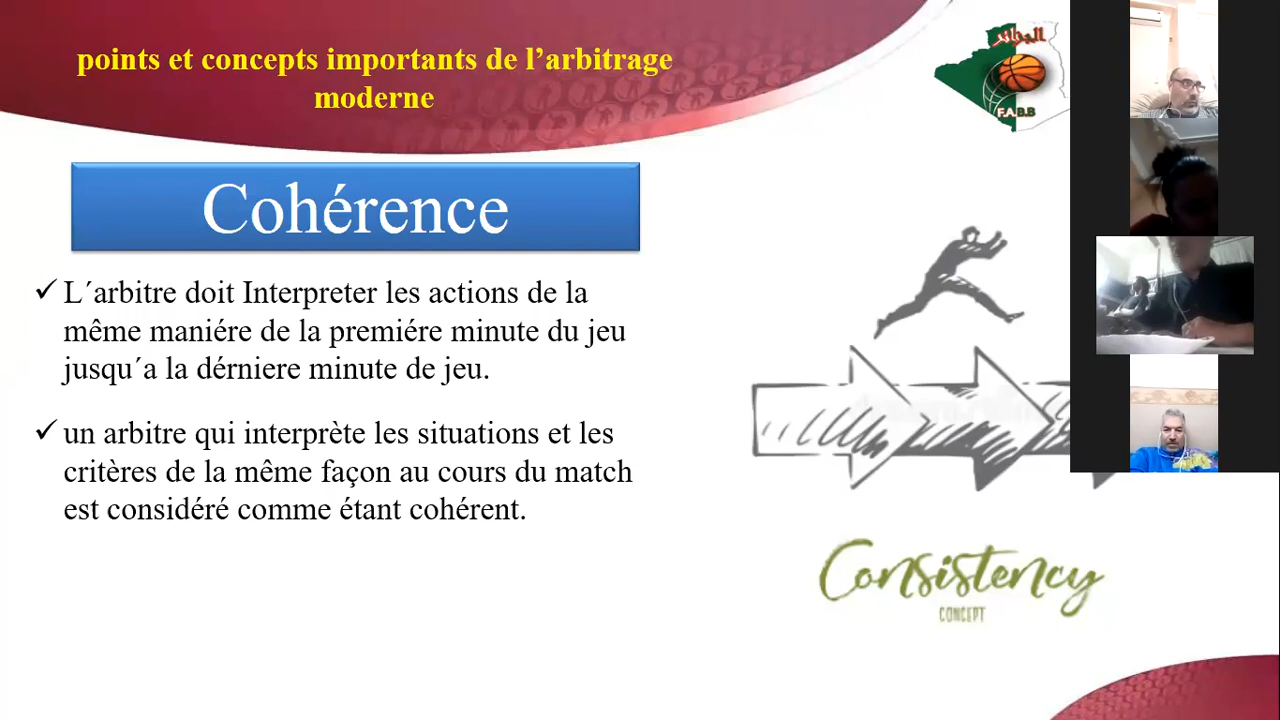 points et concepts importants de l’arbitrage
moderne
الجزائر
F.A.B.B
Cohérence
✓ L´arbitre doit Interpreter les actions de la
même maniére de la premiére minute du jeu
jusqu´a la dérniere minute de jeu.
✓ un arbitre qui interprète les situations et les
critères de la même façon au cours du match
est considéré comme étant cohérent.
Consistency
CONCEPT